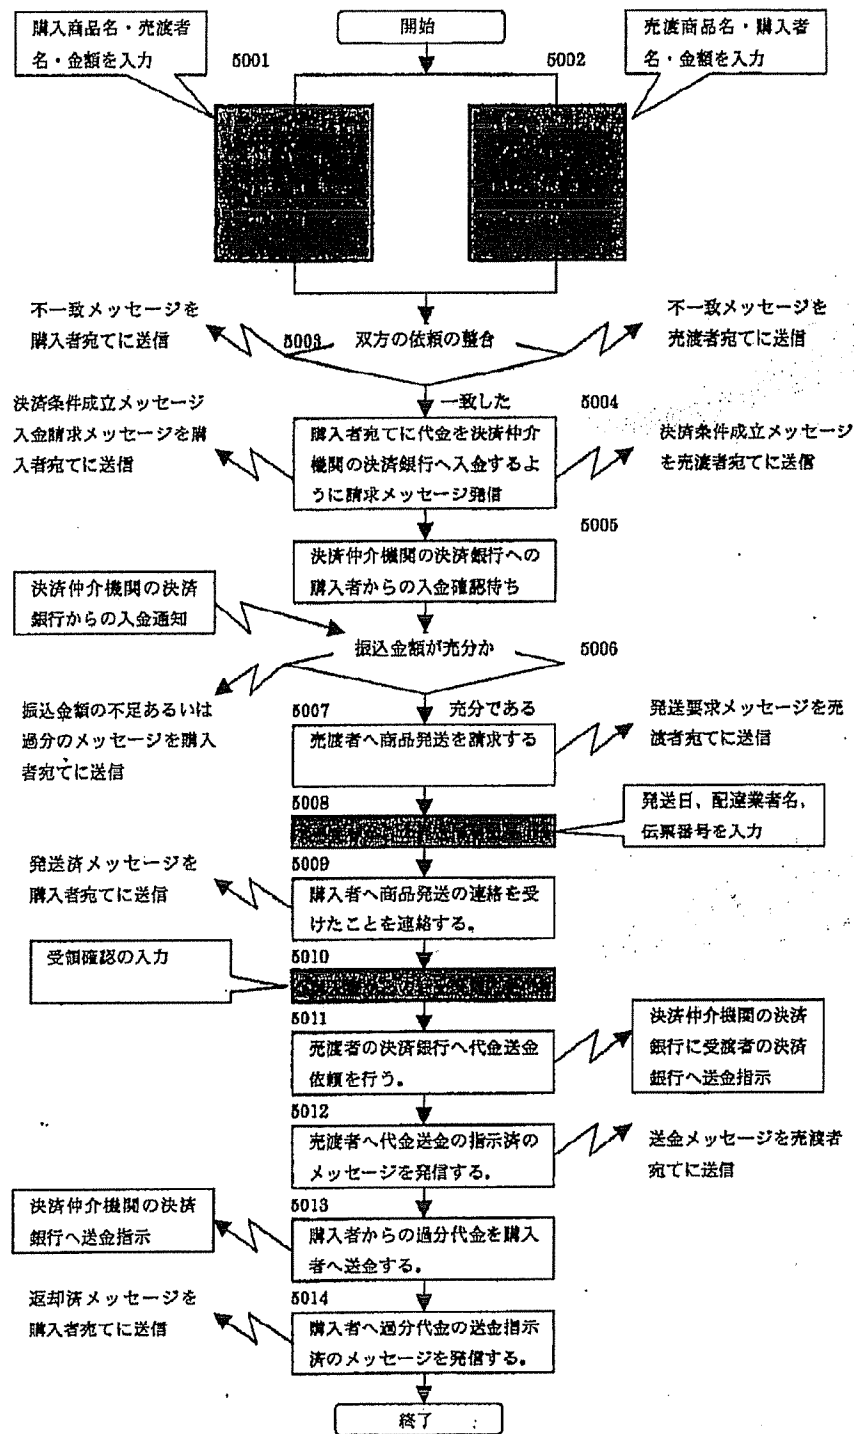 購入商品名・売渡者
名・金額を入力
開始
売渡商品名・購入者
名・金額を入力
5001
5002
不一致メッセージを
購入者宛てに送信
5003
双方の依頼の整合
不一致メッセージを
売渡者宛てに送信
一致した
5004
決済条件成立メッセージ
入金請求メッセージを購
入者宛てに送信
購入者宛てに代金を決済仲介
機関の決済銀行へ入金するよ
うに請求メッセージ発信
決済条件成立メッセージ
を売渡者宛てに送信
5005
決済仲介機関の決済銀行への
購入者からの入金確認待ち
決済仲介機関の決済
銀行からの入金通知
振込金額が充分か
5006
振込金額の不足あるいは
過分のメッセージを購入
者宛てに送信
5007
充分である
売渡者へ商品発送を請求する
発送要求メッセージを売
渡者宛てに送信
5008
発送日、配達業者名、
伝票番号を入力
5009
発送済メッセージを
購入者宛てに送信
購入者へ商品発送の連絡を受
けたことを連絡する。
5010
受領確認の入力
5011
売渡者の決済銀行へ代金送金
依頼を行う。
決済仲介機関の決済
銀行に受渡者の決済
銀行へ送金指示
5012
売渡者へ代金送金の指示済の
メッセージを発信する。
送金メッセージを売渡者
宛てに送信
5013
決済仲介機関の決済
銀行へ送金指示
購入者からの過分代金を購入
者へ送金する。
5014
返却済メッセージを
購入者宛てに送信
購入者へ過分代金の送金指示
済のメッセージを発信する。
終了